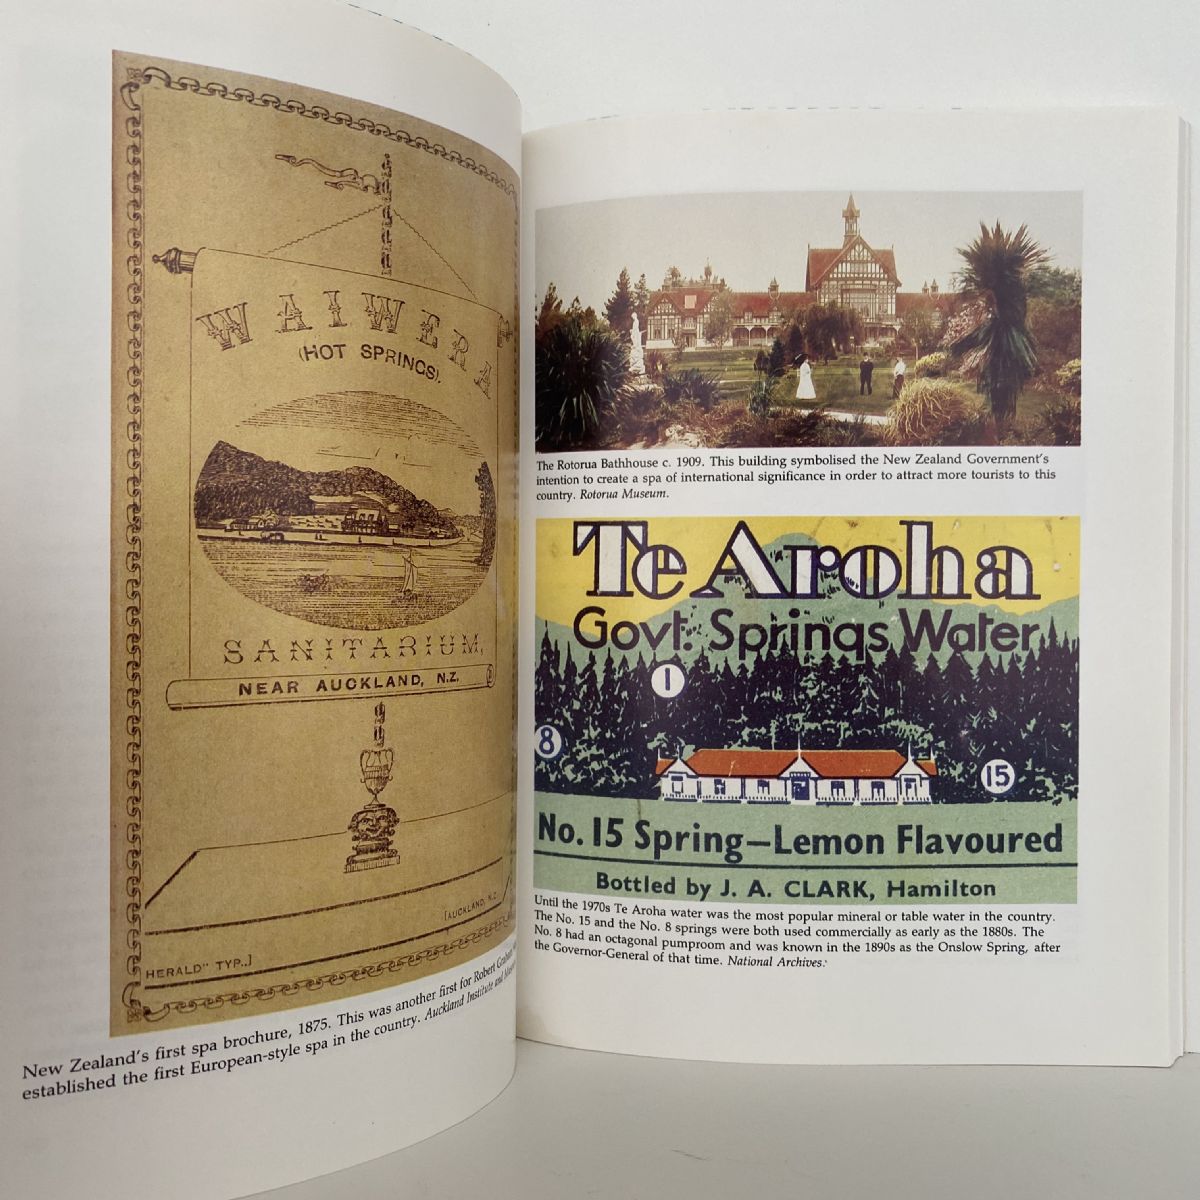 WAIWERA
(HOT SPRINGS).
SANITARIUM,
NEAR AUCKLAND, N.Z.
[AUCKLAND, N.Z.
HERALD" TYP.,]
New Zealand's first spa brochure, 1875. This was another first for Robert
established the first European-style spa in the country. Auckland Institute and
The Rotorua Bathhouse c. 1909. This building symbolised the New Zealand Government's
intention to create a spa of international significance in order to attract more tourists to this
country. Rotorua Museum.
Te Aroha
Govt. Springs Water
1
8
15
No. 15 Spring—Lemon Flavoured
Bottled by J. A. CLARK, Hamilton
Until the 1970s Te Aroha water was the most popular mineral or table water in the country.
The No. 15 and the No. 8 springs were both used commercially as early as the 1880s. The
No. 8 had an octagonal pumproom and was known in the 1890s as the Onslow Spring, after
the Governor-General of that time. National Archives.